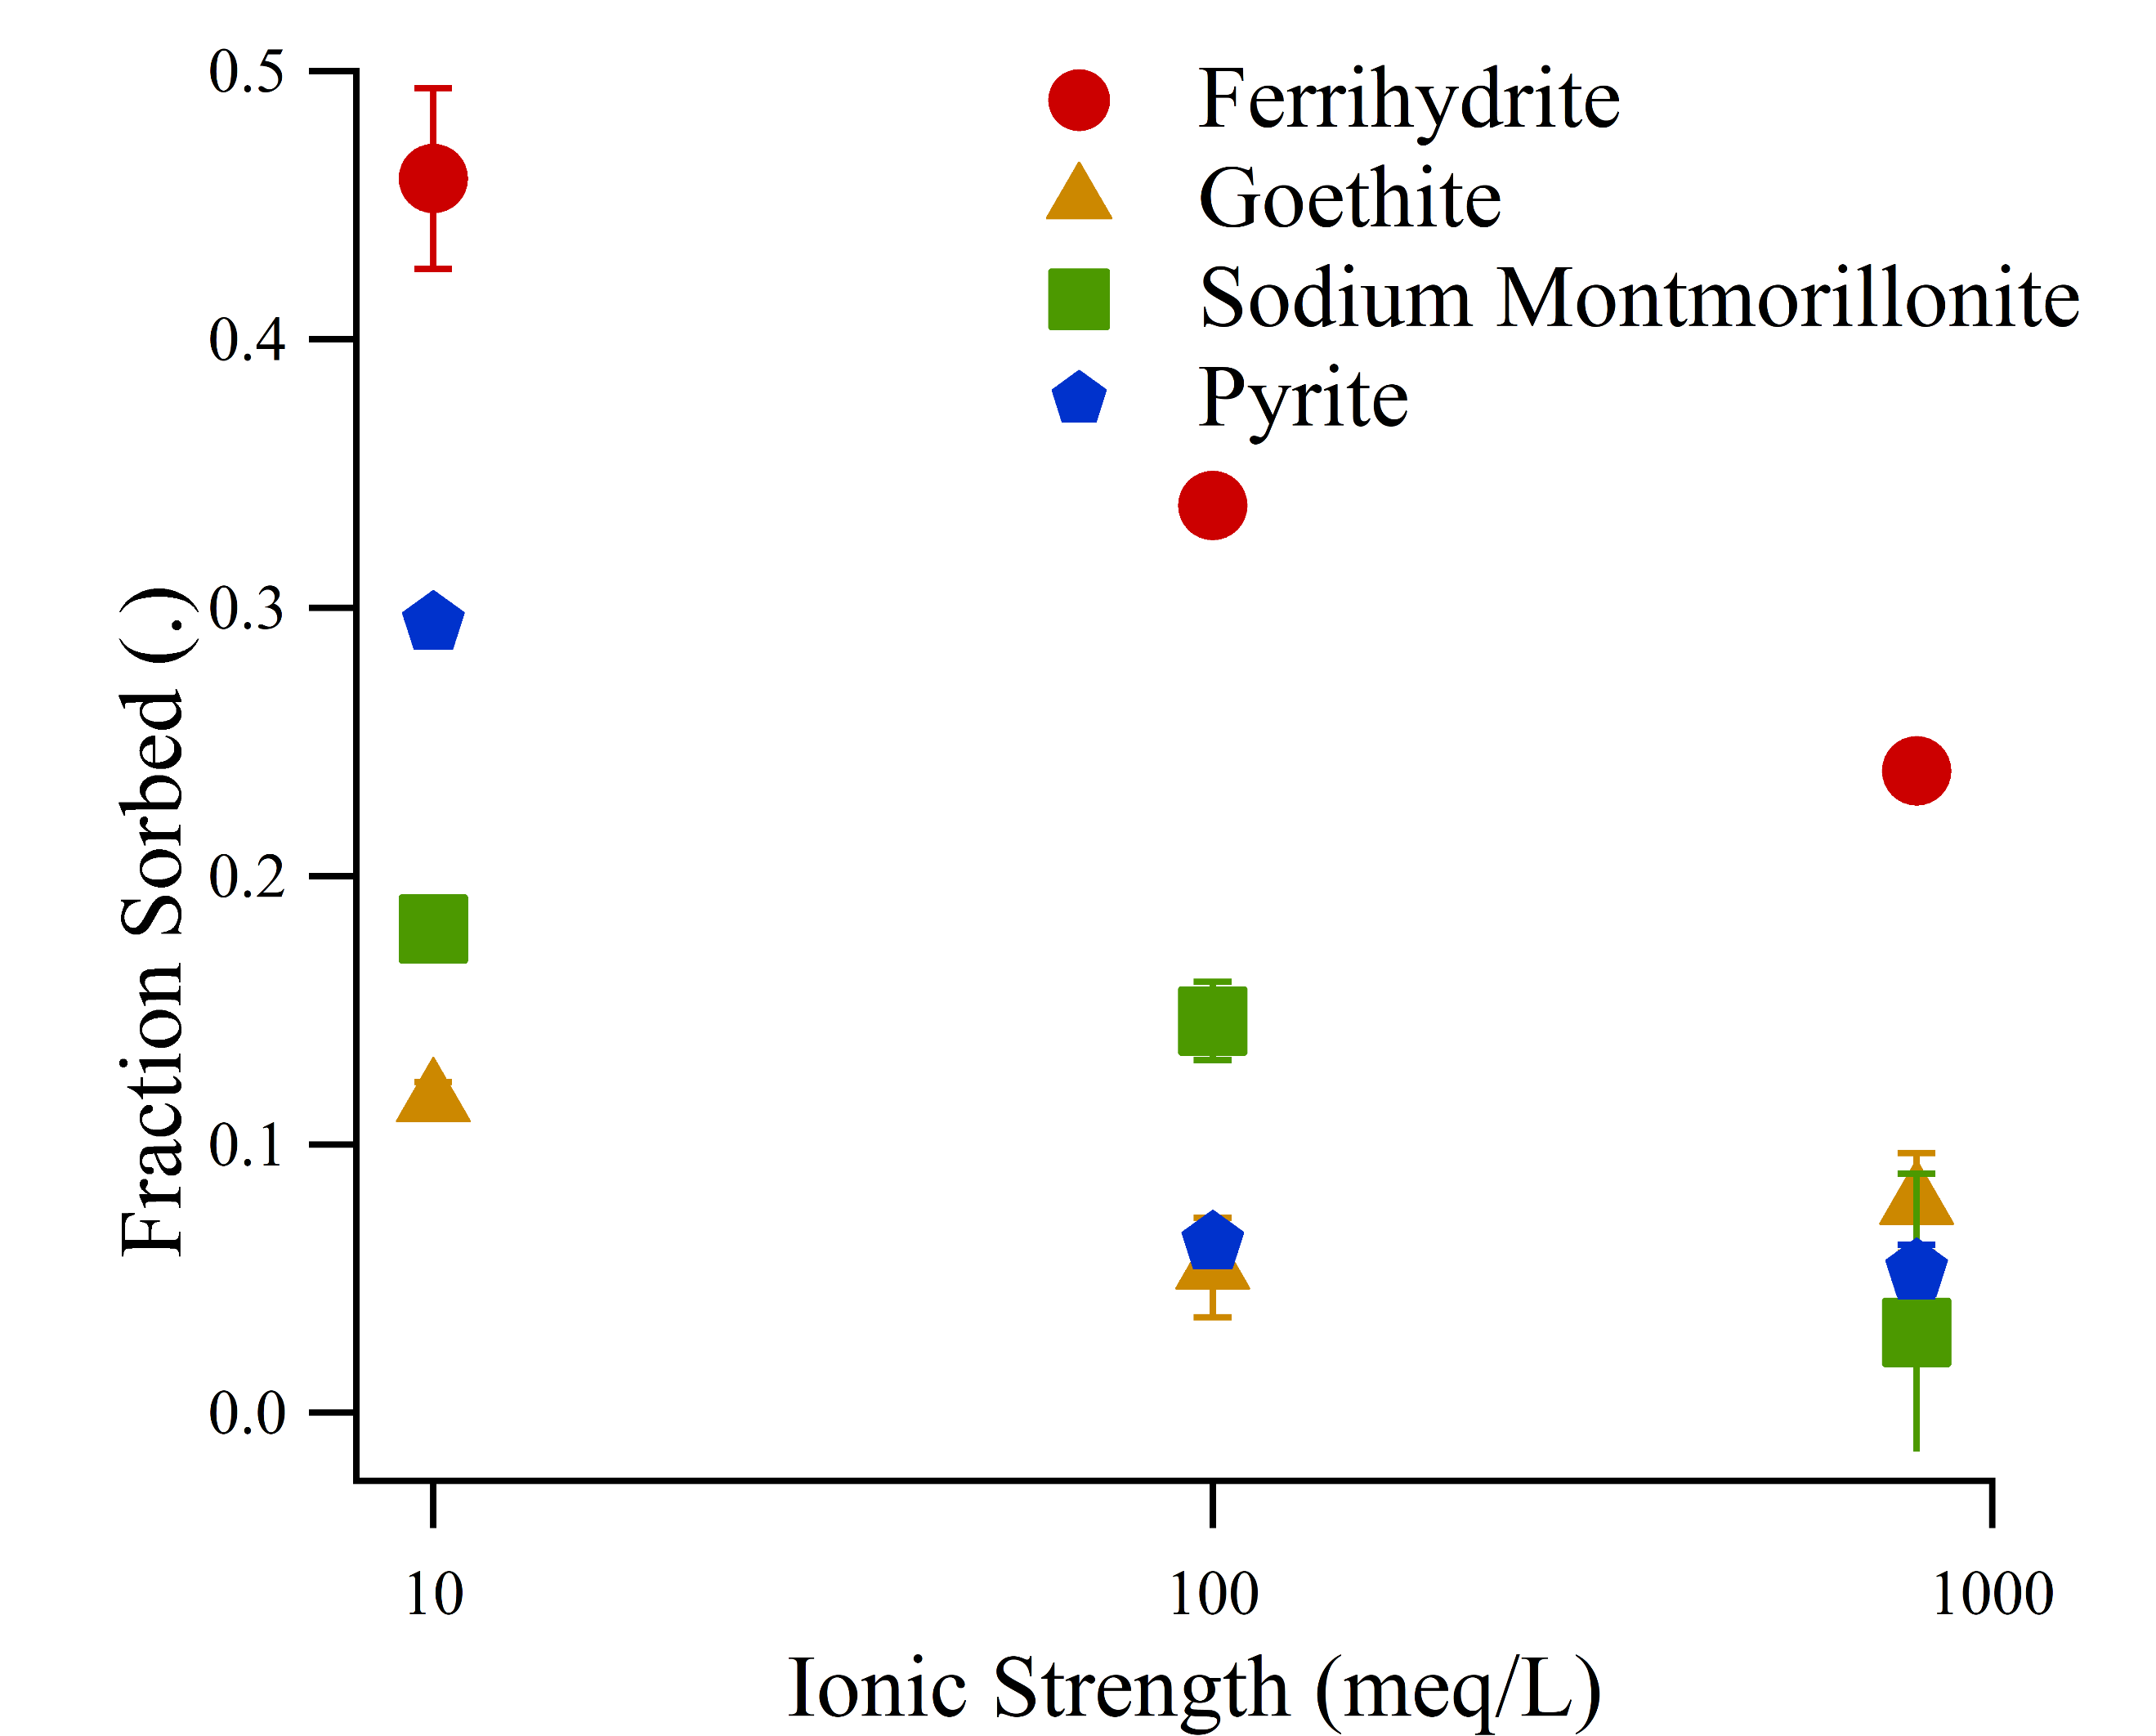 0.5
0.4
0.3
0.2
0.1
0.0
Fraction Sorbed (.)
Ferrihydrite
Goethite
Sodium Montmorillonite
Pyrite
10
100
1000
Ionic Strength (meq/L)